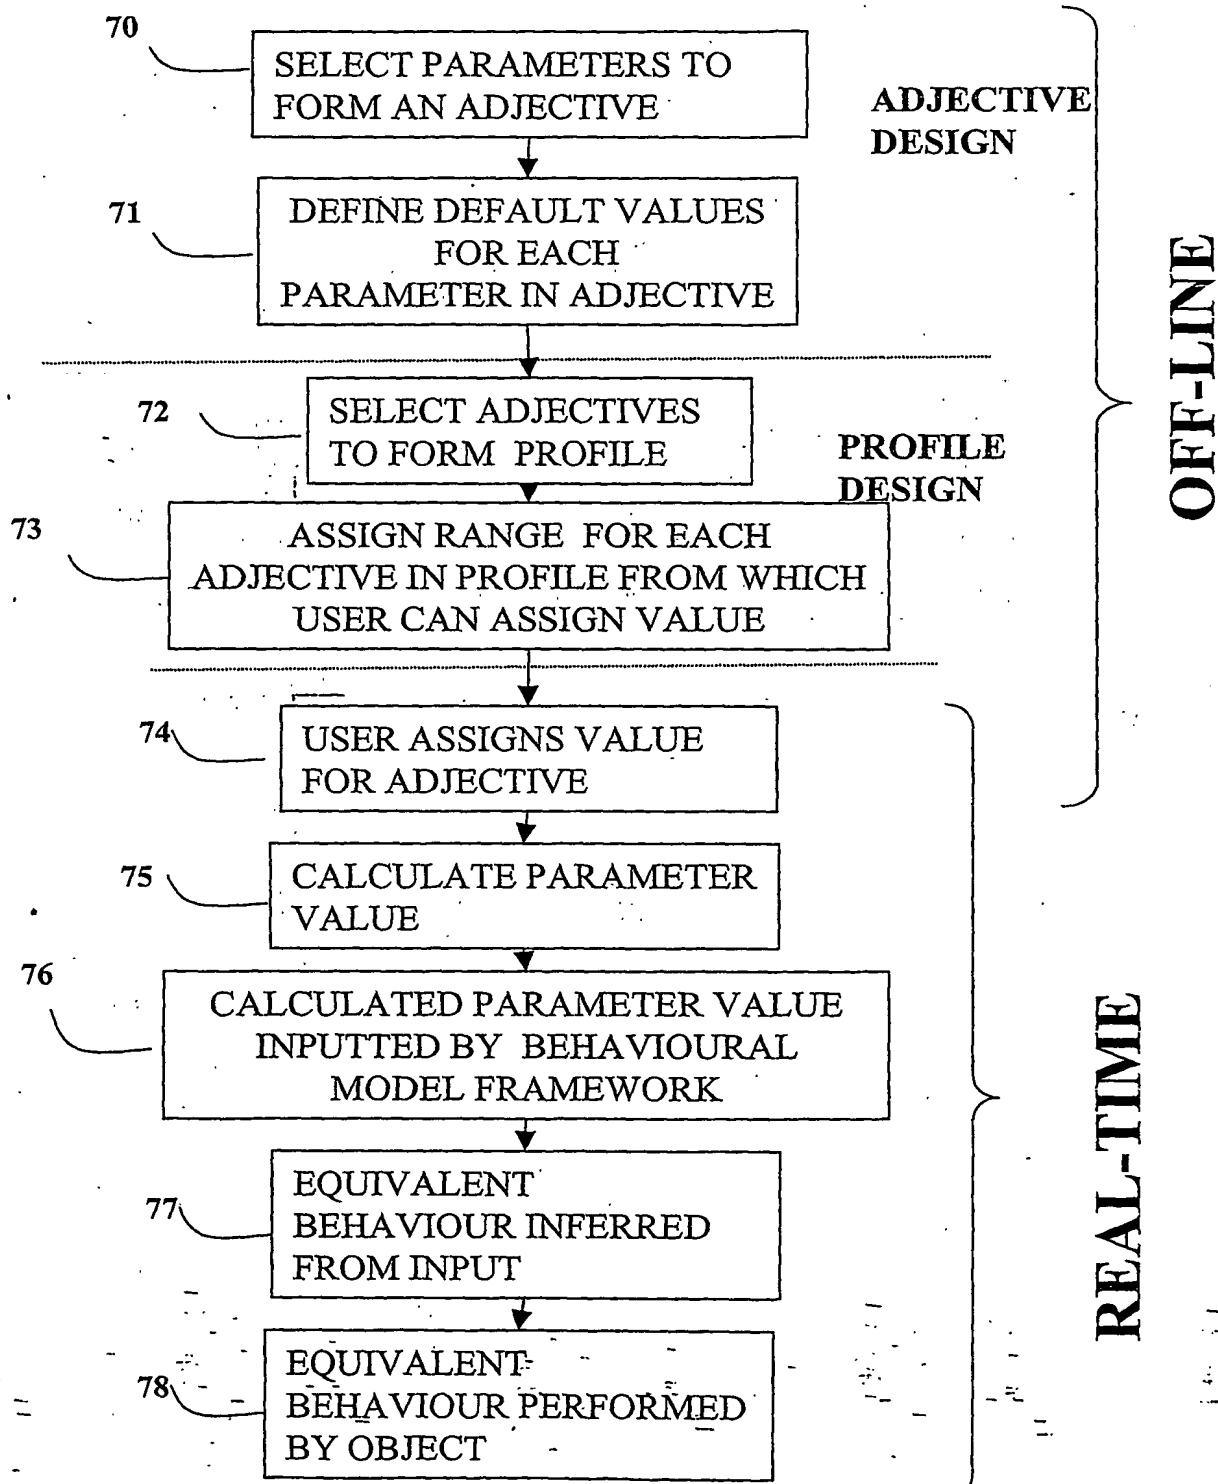 70
SELECT PARAMETERS TO
FORM AN ADJECTIVE
ADJECTIVE
DESIGN
71
DEFINE DEFAULT VALUES
FOR EACH
PARAMETER IN ADJECTIVE
OFF-LINE
72
SELECT ADJECTIVES
TO FORM PROFILE
PROFILE
DESIGN
73
ASSIGN RANGE FOR EACH
ADJECTIVE IN PROFILE FROM WHICH
USER CAN ASSIGN VALUE
74
USER ASSIGNS VALUE
FOR ADJECTIVE
75
CALCULATE PARAMETER
VALUE
76
CALCULATED PARAMETER VALUE
INPUTTED BY BEHAVIOURAL
MODEL FRAMEWORK
REAL-TIME
77
EQUIVALENT
BEHAVIOUR INFERRED
FROM INPUT
78
EQUIVALENT
BEHAVIOUR PERFORMED
BY OBJECT